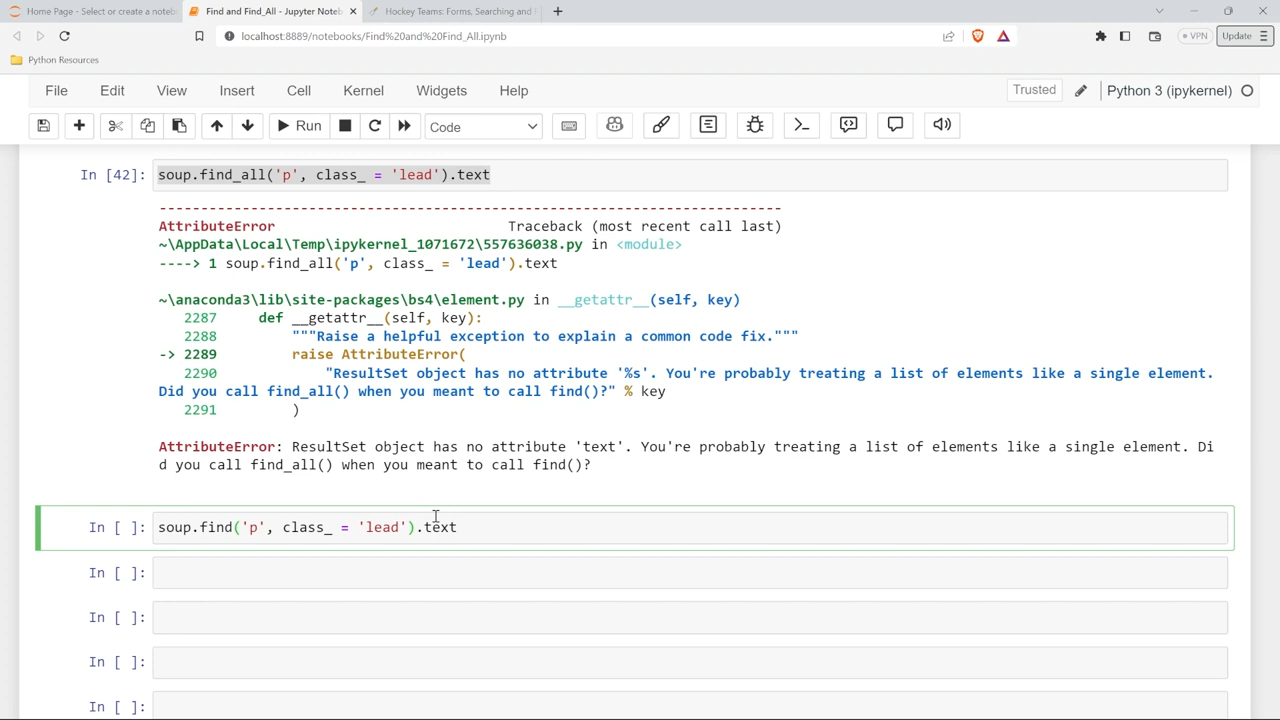 Home Page - Select or create a noteb
Find and Find_All - Jupyter Noteb
Hockey Teams: Forms, Searching and
localhost:8889/notebooks/Find%20and%20Find_All.ipynb
VPN
Update
Python Resources
File Edit View Insert Cell Kernel Widgets Help
Trusted
Python 3 (ipykernel)
Run
Code
In [42]: soup.find_all('p', class_ = 'lead').text
---------------------------------------------------------------------------
AttributeError Traceback (most recent call last)
~\AppData\Local\Temp\ipykernel_1071672\557636038.py in <module>
----> 1 soup.find_all('p', class_ = 'lead').text
~\anaconda3\lib\site-packages\bs4\element.py in __getattr__(self, key)
2287 def __getattr__(self, key):
2288 """Raise a helpful exception to explain a common code fix."""
-> 2289 raise AttributeError(
2290 "ResultSet object has no attribute '%s'. You're probably treating a list of elements like a single element.
Did you call find_all() when you meant to call find()?" % key
2291 )
AttributeError: ResultSet object has no attribute 'text'. You're probably treating a list of elements like a single element. Di
d you call find_all() when you meant to call find()?
In [ ]: soup.find('p', class_ = 'lead').text
In [ ]:
In [ ]:
In [ ]:
In [ ]: